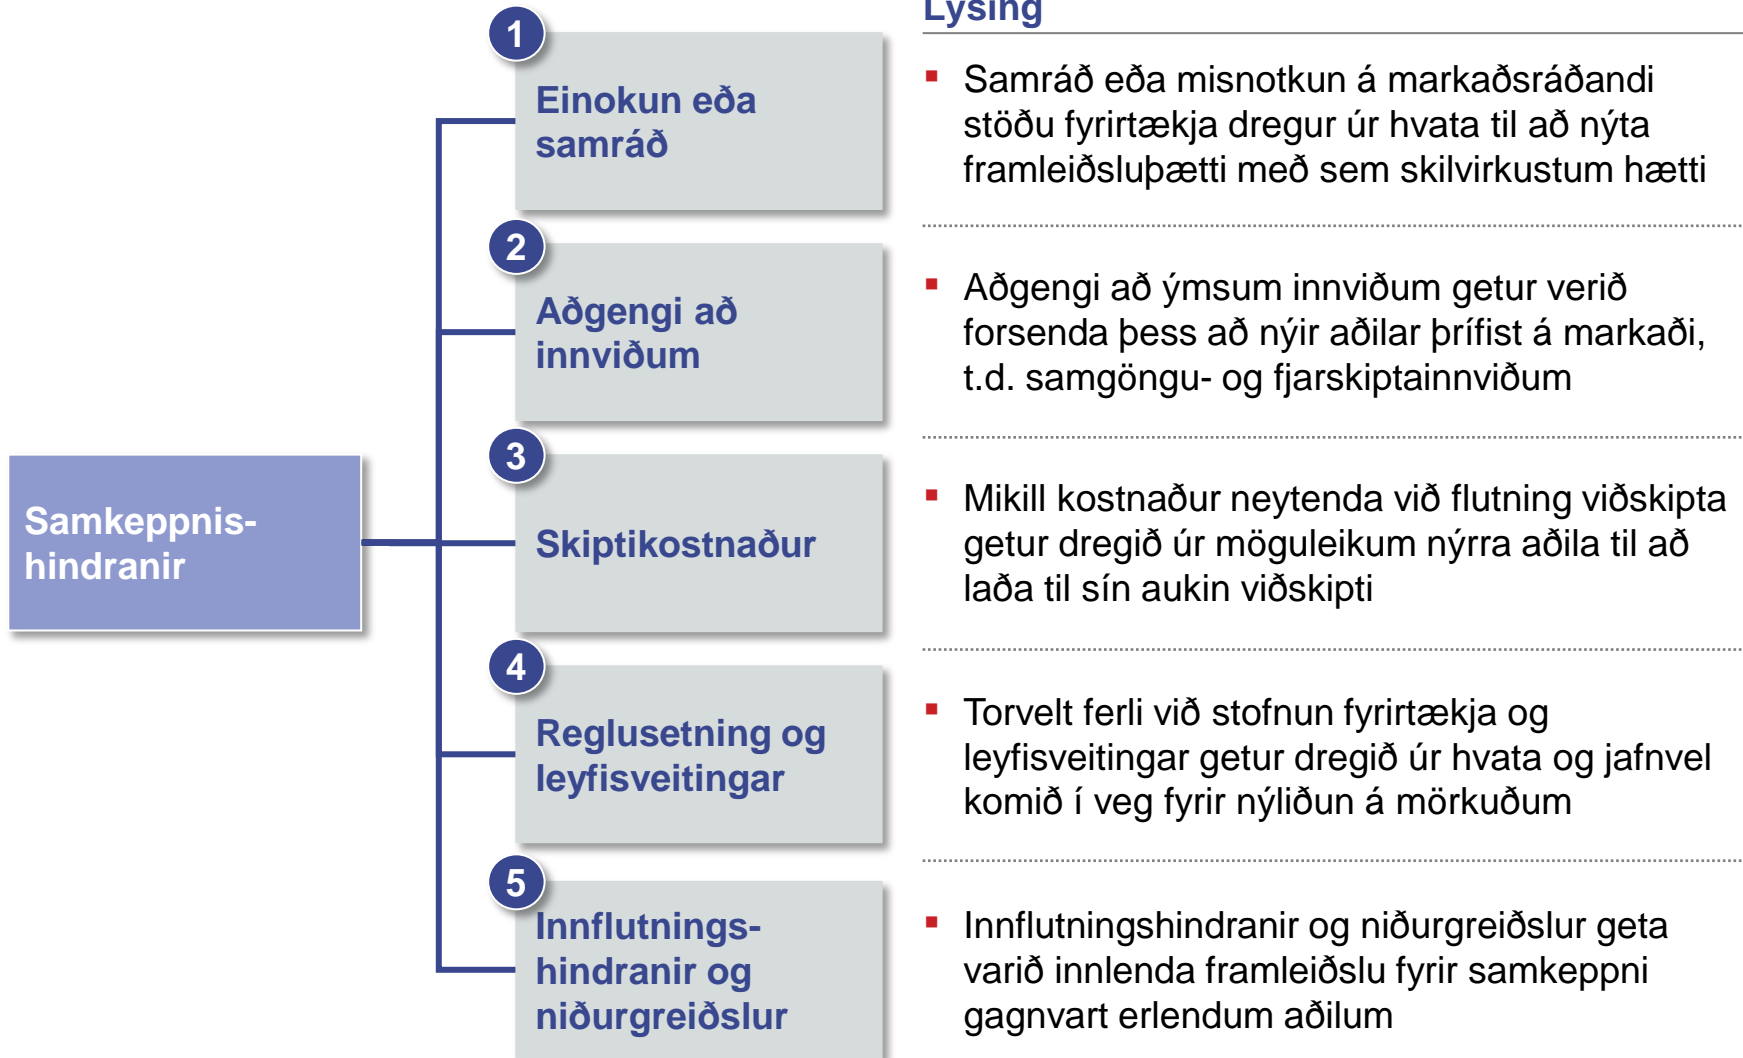 Lýsing
Samkeppnis-
hindranir
1
Einokun eða
samráð
Samráð eða misnotkun á markaðsráðandi
stöðu fyrirtækja dregur úr hvata til að nýta
framleiðsluþætti með sem skilvirkustum hætti
2
Aðgengi að
innviðum
Aðgengi að ýmsum innviðum getur verið
forsenda þess að nýir aðilar þrífist á markaði,
t.d. samgöngu- og fjarskiptainnviðum
3
Skiptikostnaður
Mikill kostnaður neytenda við flutning viðskipta
getur dregið úr möguleikum nýrra aðila til að
laða til sín aukin viðskipti
4
Reglusetning og
leyfisveitingar
Torvelt ferli við stofnun fyrirtækja og
leyfisveitingar getur dregið úr hvata og jafnvel
komið í veg fyrir nýliðun á mörkuðum
5
Innflutnings-
hindranir og
niðurgreiðslur
Innflutningshindranir og niðurgreiðslur geta
varið innlenda framleiðslu fyrir samkeppni
gagnvart erlendum aðilum